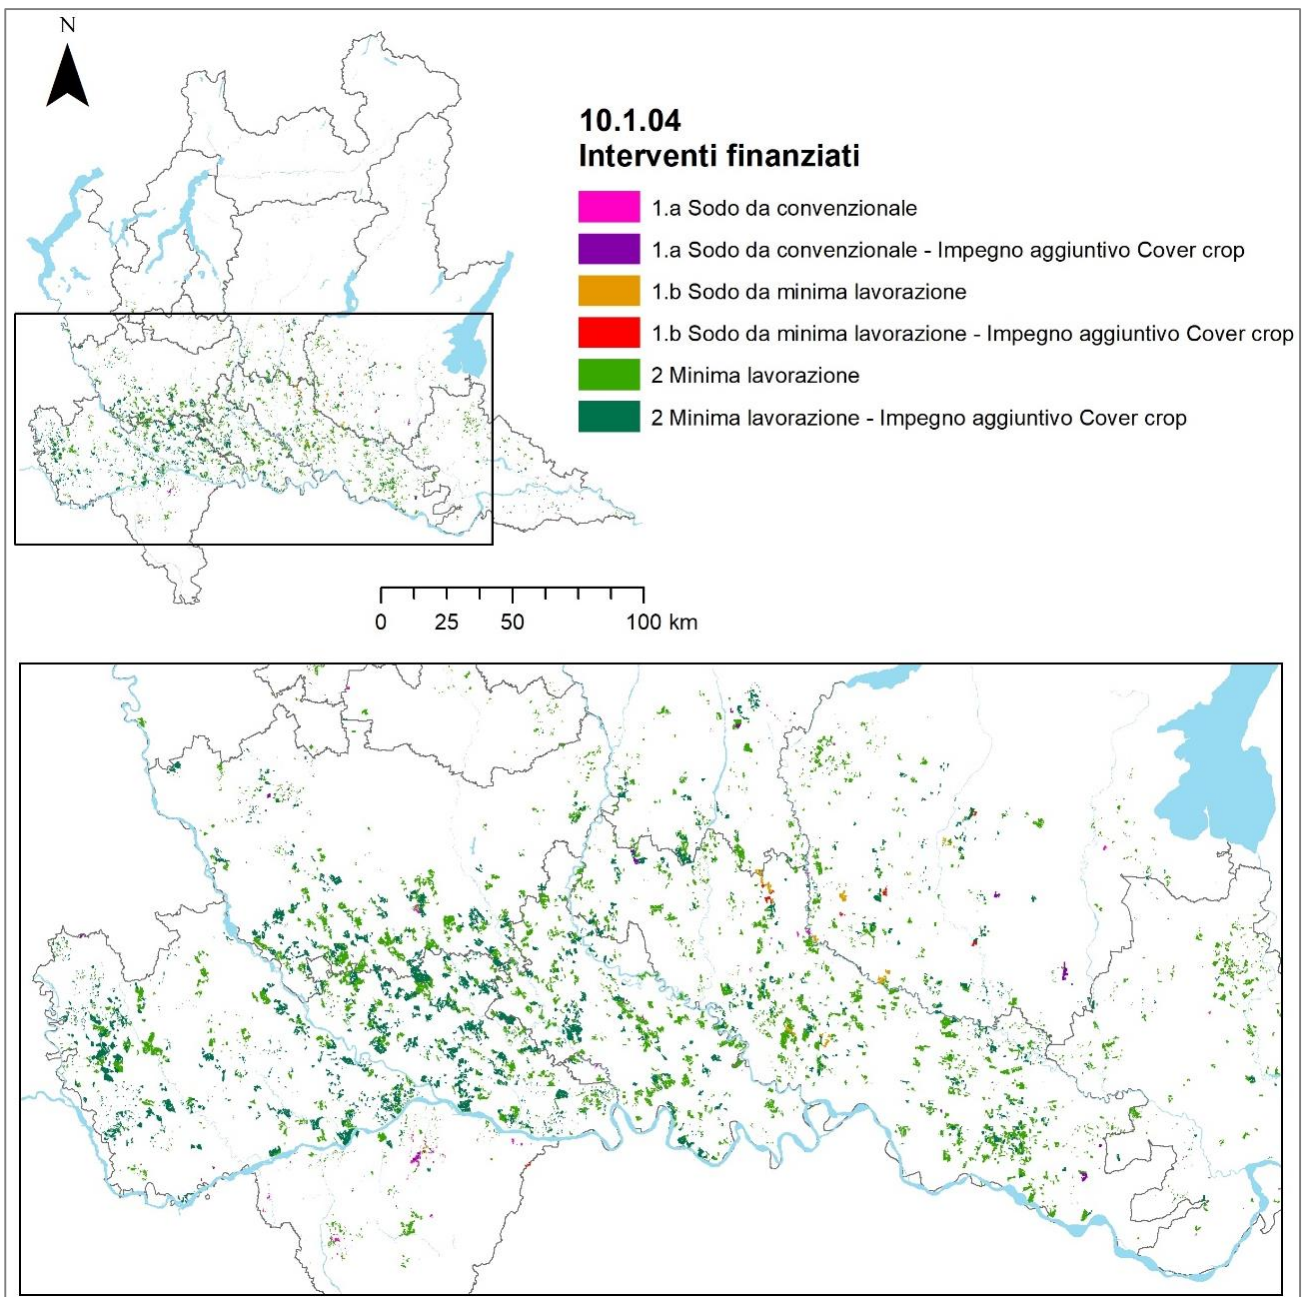 N
10.1.04
Interventi finanziati
1.a Sodo da convenzionale
1.a Sodo da convenzionale - Impegno aggiuntivo Cover crop
1.b Sodo da minima lavorazione
1.b Sodo da minima lavorazione - Impegno aggiuntivo Cover crop
2 Minima lavorazione
2 Minima lavorazione - Impegno aggiuntivo Cover crop
0 25 50 100 km